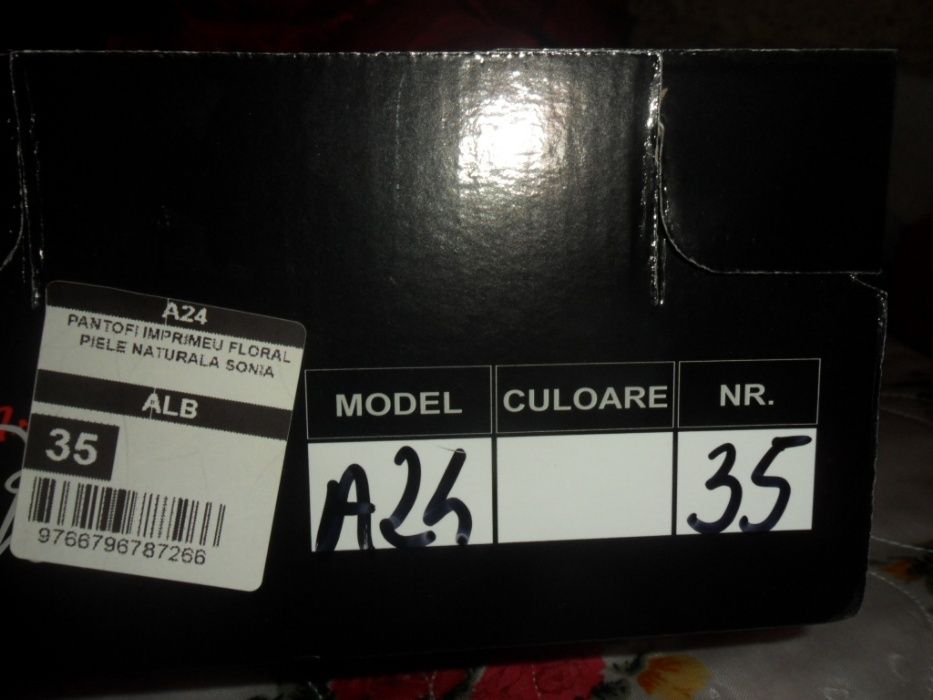 A24
PANTOFI IMPRIMEU FLORAL
PIELE NATURALA SONIA
ALB
35
9766796787266
MODEL CULOARE NR.
A24 35